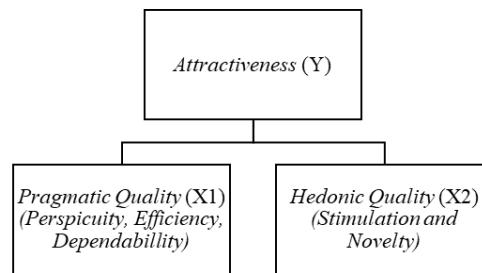 Attractiveness (Y)
Pragmatic Quality (X1)
(Perspicuity, Efficiency,
Dependabillity)
Hedonic Quality (X2)
(Stimulation and
Novelty)